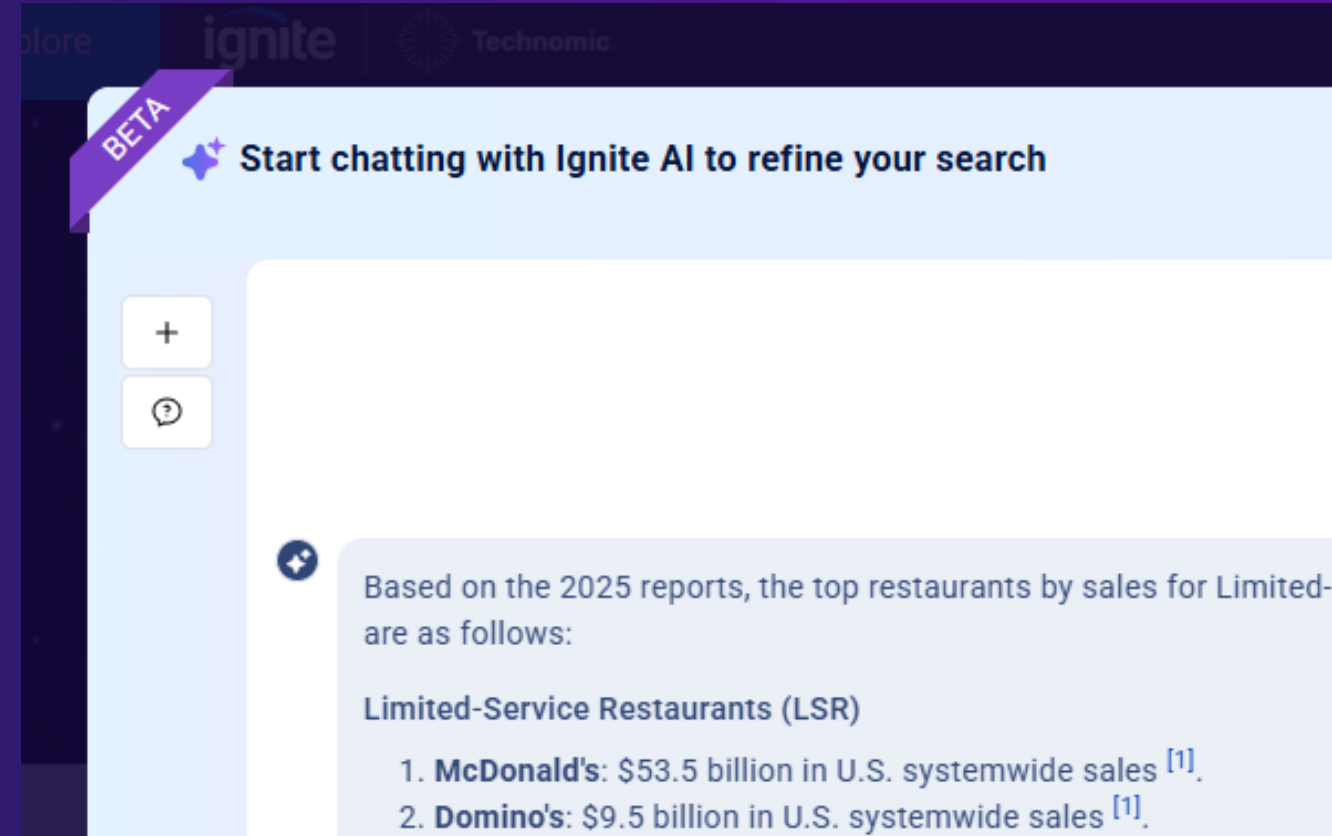 plore
ignite
Technomic
BETA
Start chatting with Ignite AI to refine your search
+
?
Based on the 2025 reports, the top restaurants by sales for Limited-
are as follows:
Limited-Service Restaurants (LSR)
1. McDonald's: $53.5 billion in U.S. systemwide sales [1].
2. Domino's: $9.5 billion in U.S. systemwide sales [1].